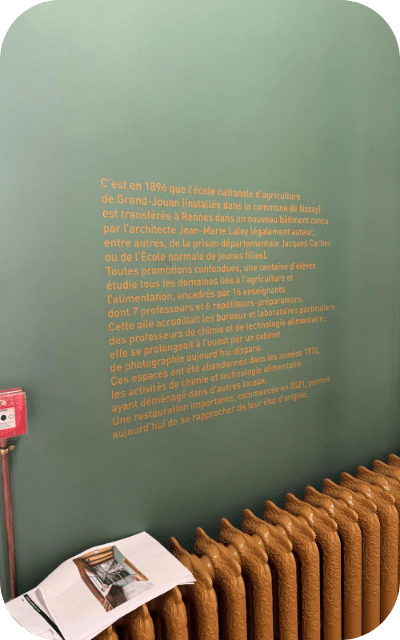 C'est en 1896 que l'école nationale d'agriculture
de Grand-Jouan (installée dans la commune de Nozay)
est transférée à Rennes dans un nouveau bâtiment conçu
par l'architecte Jean-Marie Laloy (également auteur,
entre autres, de la prison départementale Jacques Cartier
ou de l'École normale de jeunes filles).
Toutes promotions confondues, une centaine d'élèves
étudie tous les domaines liés à l'agriculture et
l'alimentation, encadrés par 16 enseignants
dont 7 professeurs et 6 répétiteurs-préparateurs.
Cette aile accueillait les bureaux et laboratoires particuliers
des professeurs de chimie et de technologie alimentaire ;
elle se prolongeait à l'ouest par un cabinet
de photographie aujourd'hui disparu.
Ces espaces ont été abandonnés dans les années 1970,
les activités de chimie et technologie alimentaire
ayant déménagé dans d'autres locaux.
Une restauration importante, commencée en 2021, permet
aujourd'hui de se rapprocher de leur état d'origine.